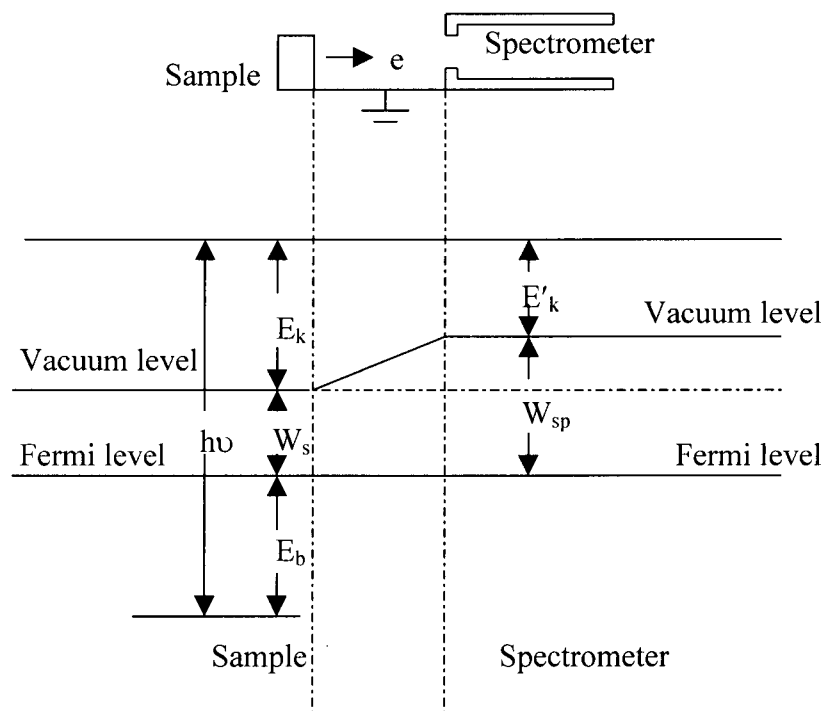 Spectrometer
e
Sample
E'k
Vacuum level
Ek
Vacuum level
Wsp
Ws
hυ
Fermi level
Fermi level
Eb
Sample
Spectrometer